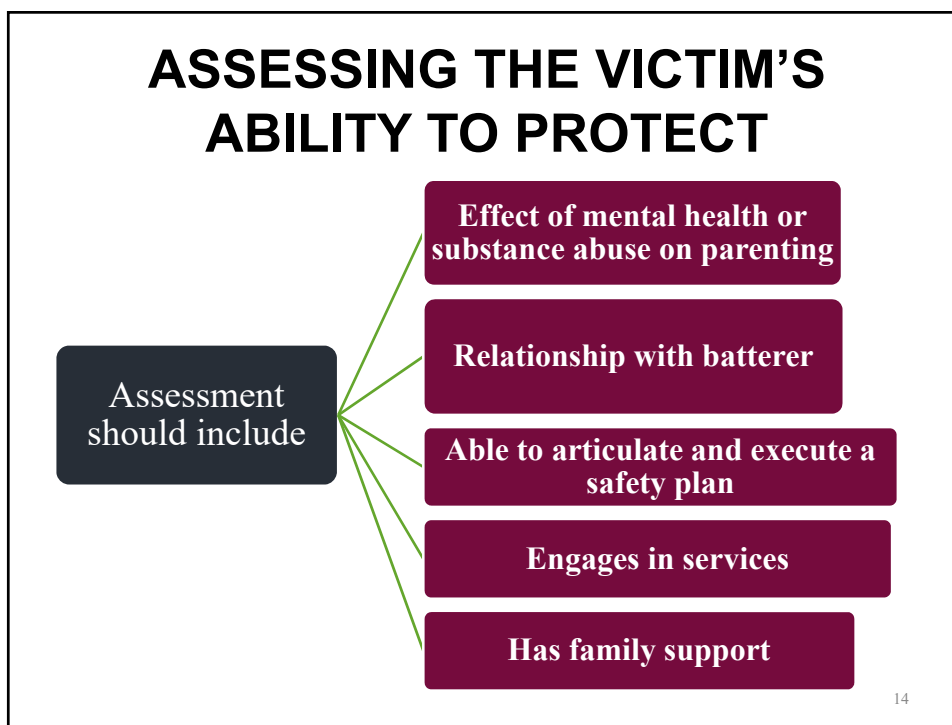 ASSESSING THE VICTIM’S
ABILITY TO PROTECT
Assessment
should include
Effect of mental health or
substance abuse on parenting
Relationship with batterer
Able to articulate and execute a
safety plan
Engages in services
Has family support
14